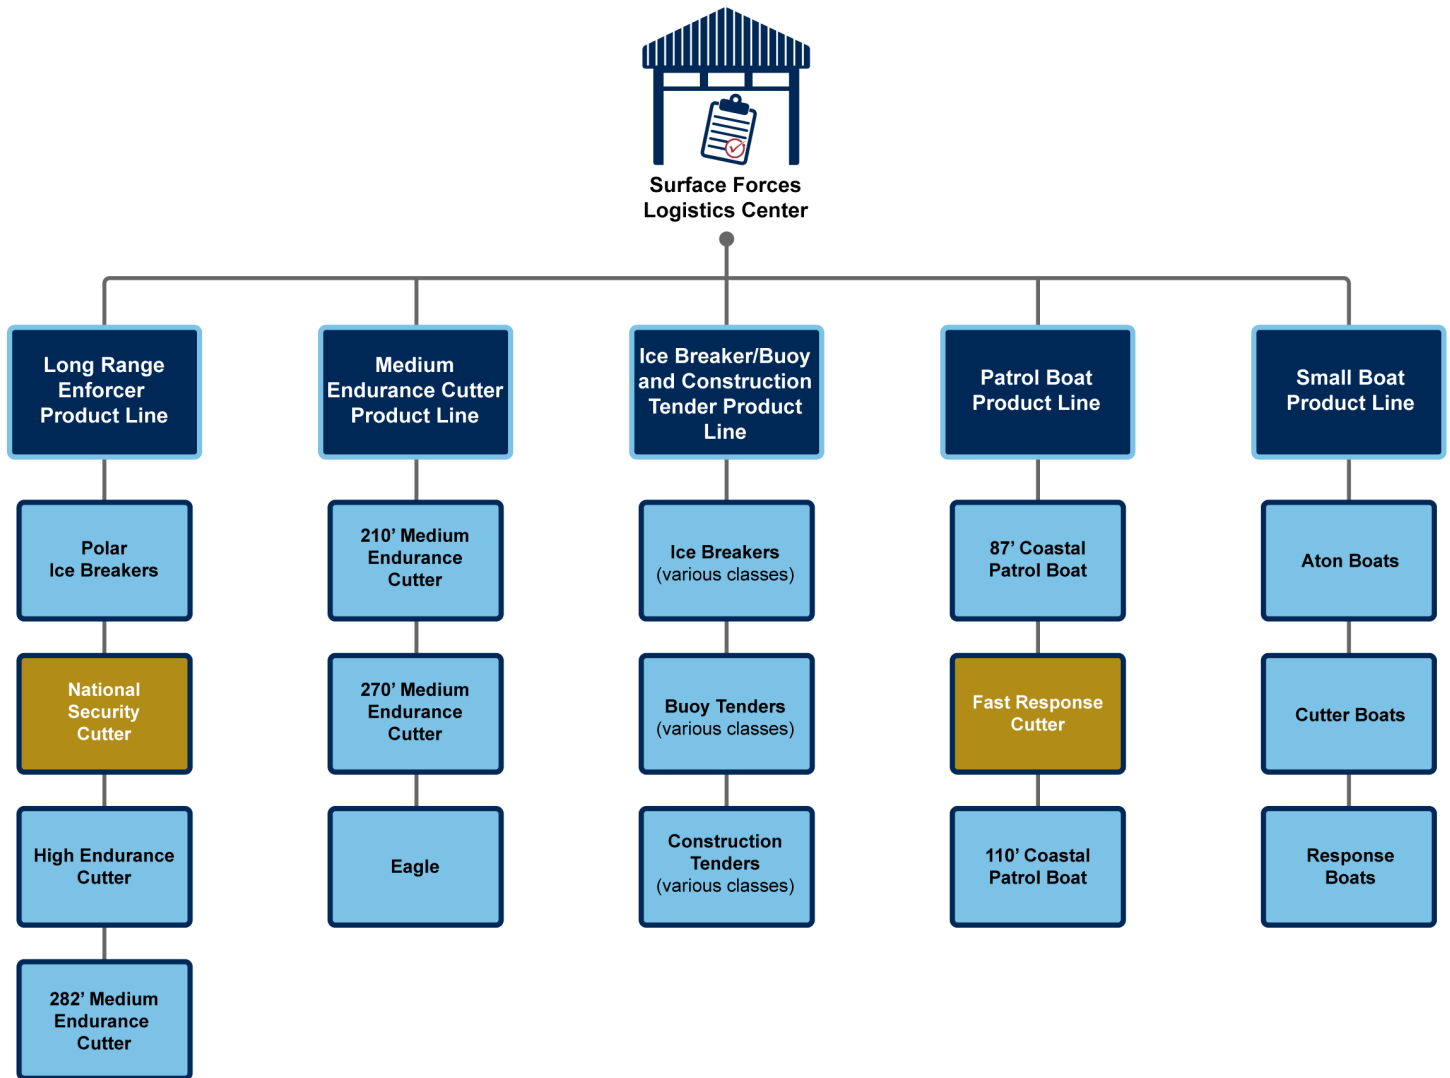 Surface Forces
Logistics Center
Long Range
Enforcer
Product Line
Medium
Endurance Cutter
Product Line
Ice Breaker/Buoy
and Construction
Tender Product
Line
Patrol Boat
Product Line
Small Boat
Product Line
Polar
Ice Breakers
210’ Medium
Endurance
Cutter
Ice Breakers
(various classes)
87’ Coastal
Patrol Boat
Aton Boats
National
Security
Cutter
270’ Medium
Endurance
Cutter
Buoy Tenders
(various classes)
Fast Response
Cutter
Cutter Boats
High Endurance
Cutter
Eagle
Construction
Tenders
(various classes)
110’ Coastal
Patrol Boat
Response
Boats
282’ Medium
Endurance
Cutter